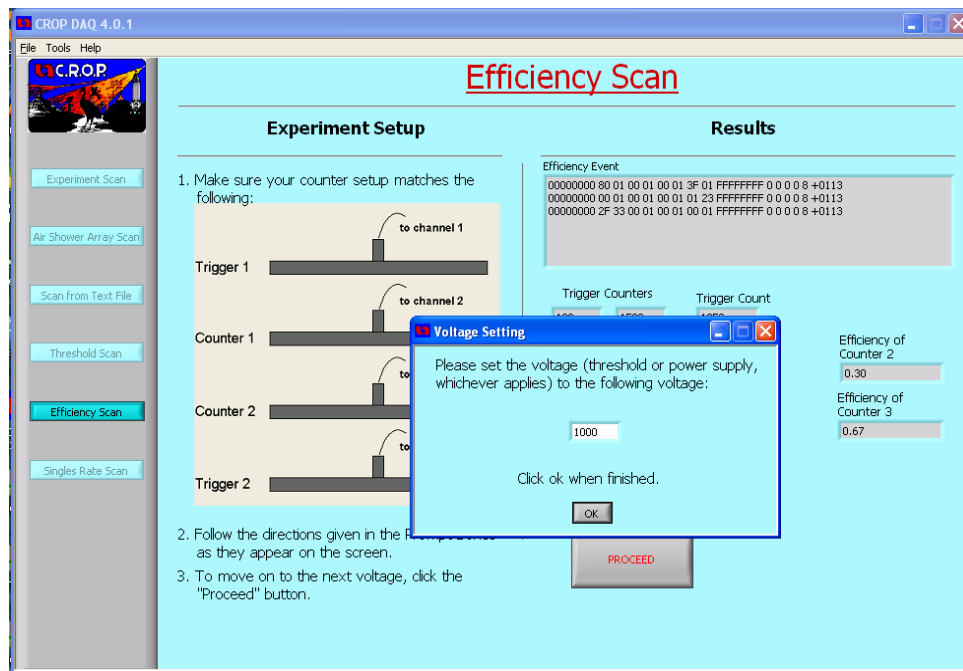 CROP DAQ 4.0.1
File Tools Help
C.R.O.P.
Efficiency Scan
Experiment Setup
Results
Experiment Scan
Air Shower Array Scan
Scan from Text File
Threshold Scan
Efficiency Scan
Singles Rate Scan
1. Make sure your counter setup matches the
following:
to channel 1
Trigger 1
to channel 2
Counter 1
to
Counter 2
to
Trigger 2
2. Follow the directions given in the
as they appear on the screen.
3. To move on to the next voltage, click the
"Proceed" button.
Efficiency Event
00000000 80 01 00 01 00 01 3F 01 FFFFFFFF 0 0 0 0 8 +0113
00000000 00 01 00 01 00 01 01 23 FFFFFFFF 0 0 0 0 8 +0113
00000000 2F 33 00 01 00 01 00 01 FFFFFFFF 0 0 0 0 8 +0113
Trigger Counters
Trigger Count
Efficiency of
Counter 2
0.30
Efficiency of
Counter 3
0.67
Voltage Setting
Please set the voltage (threshold or power supply,
whichever applies) to the following voltage:
1000
Click ok when finished.
OK
PROCEED